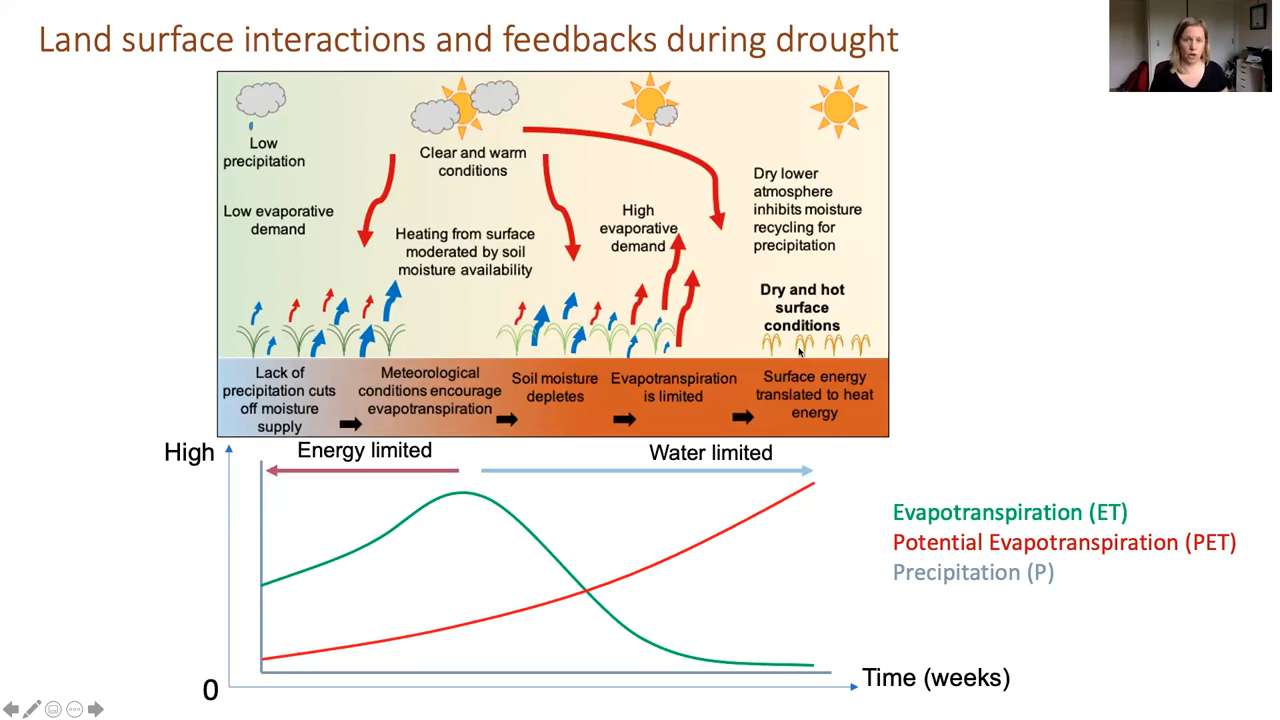 Land surface interactions and feedbacks during drought
Low
precipitation
Clear and warm
conditions
Low evaporative
demand
Heating from surface
moderated by soil
moisture availability
High
evaporative
demand
Dry lower
atmosphere
inhibits moisture
recycling for
precipitation
Dry and hot
surface
conditions
Lack of
precipitation cuts
off moisture
supply
Meteorological
conditions encourage
evapotranspiration
Soil moisture
depletes
Evapotranspiration
is limited
Surface energy
translated to heat
energy
High
Energy limited
Water limited
Evapotranspiration (ET)
Potential Evapotranspiration (PET)
Precipitation (P)
0
Time (weeks)